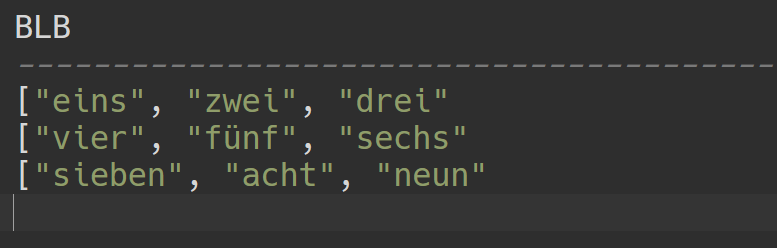 BLB
----------------------------------------
["eins", "zwei", "drei"
["vier", "fünf", "sechs"
["sieben", "acht", "neun"